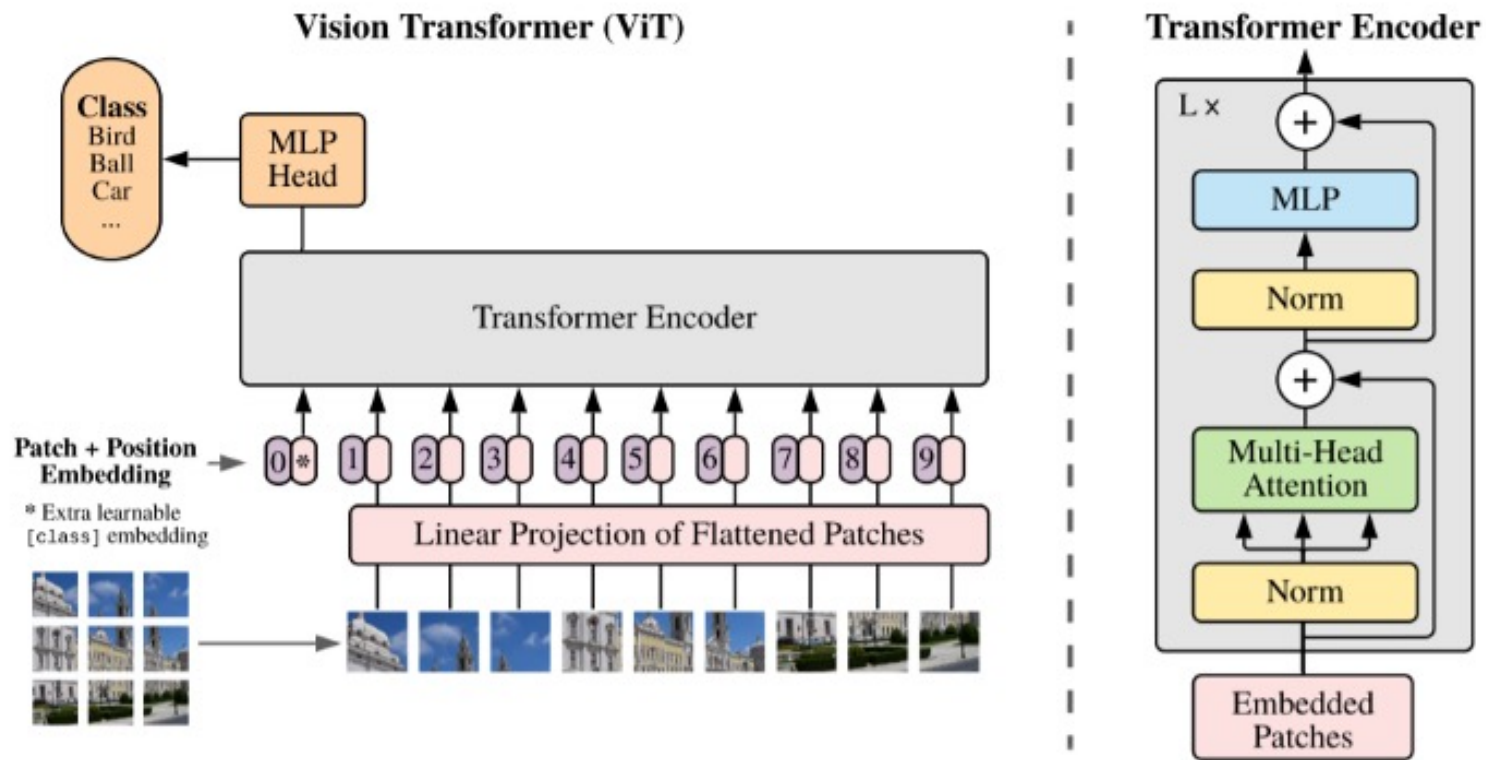 Vision Transformer (ViT)
Class
Bird
Ball
Car
...
MLP
Head
Transformer Encoder
Patch + Position
Embedding
0 * 1 2 3 4 5 6 7 8 9
* Extra learnable
[class] embedding
Linear Projection of Flattened Patches
Transformer Encoder
L ×
+
MLP
Norm
+
Multi-Head
Attention
Norm
Embedded
Patches